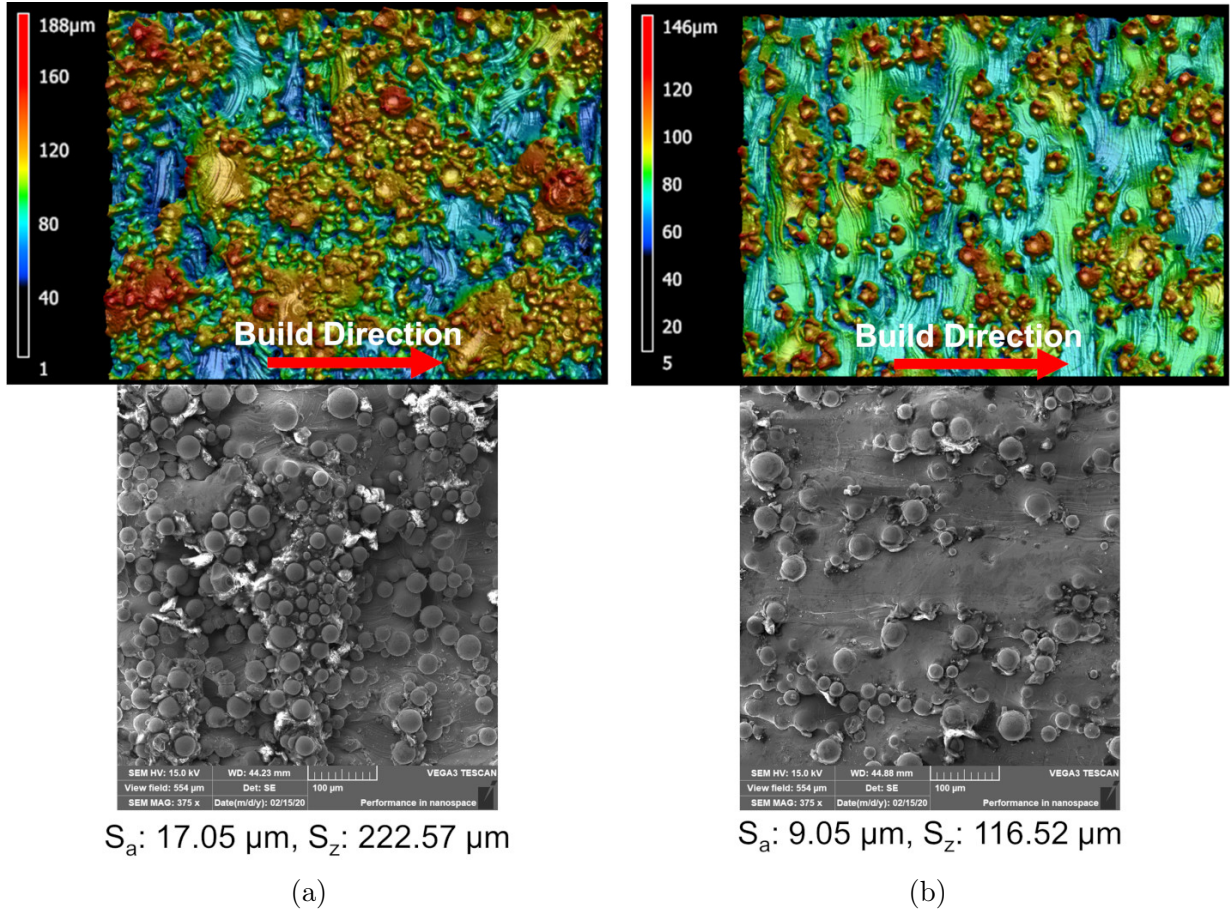 188µm
160
120
80
40
1
Build Direction
146µm
120
100
80
60
40
20
5
Build Direction
SEM HV: 15.0 kV WD: 44.23 mm VEGA3 TESCAN
View field: 554 µm Det: SE 100 µm
SEM MAG: 375 x Date(m/d/y): 02/15/20 Performance in nanospace
SEM HV: 15.0 kV WD: 44.88 mm VEGA3 TESCAN
View field: 554 µm Det: SE 100 µm
SEM MAG: 375 x Date(m/d/y): 02/15/20 Performance in nanospace
Sa: 17.05 µm, Sz: 222.57 µm
Sa: 9.05 µm, Sz: 116.52 µm
(a)
(b)